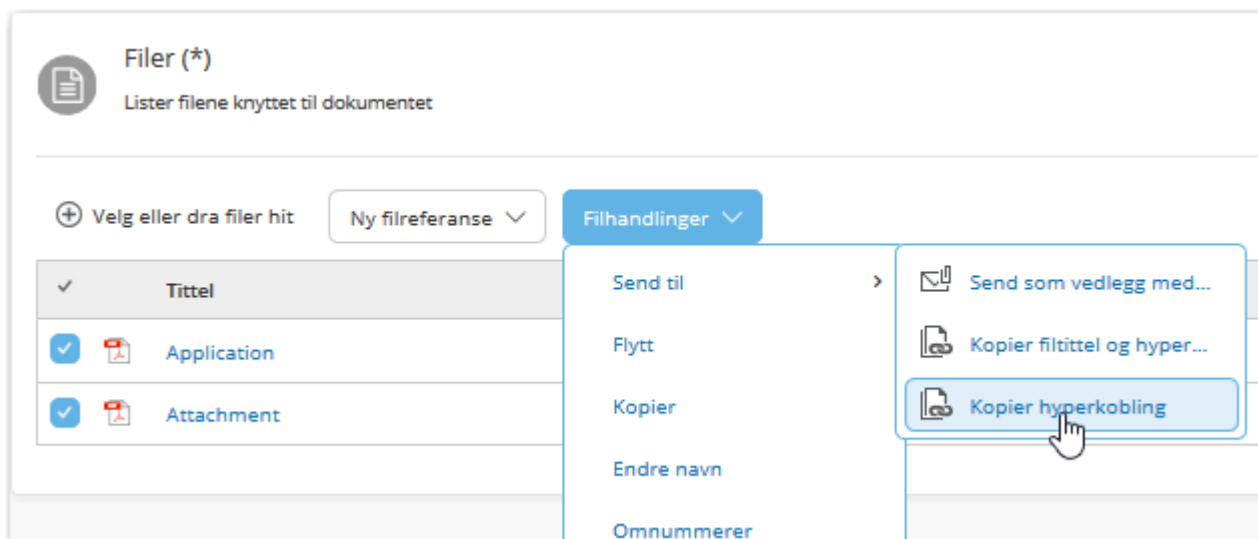 Filer (*)
Lister filene knyttet til dokumentet
Velg eller dra filer hit
Ny filreferanse
Filhandlinger
Tittel
Application
Attachment
Send til
Flytt
Kopier
Endre navn
Omnummerer
Send som vedlegg med...
Kopier filtittel og hyper...
Kopier hyperkobling